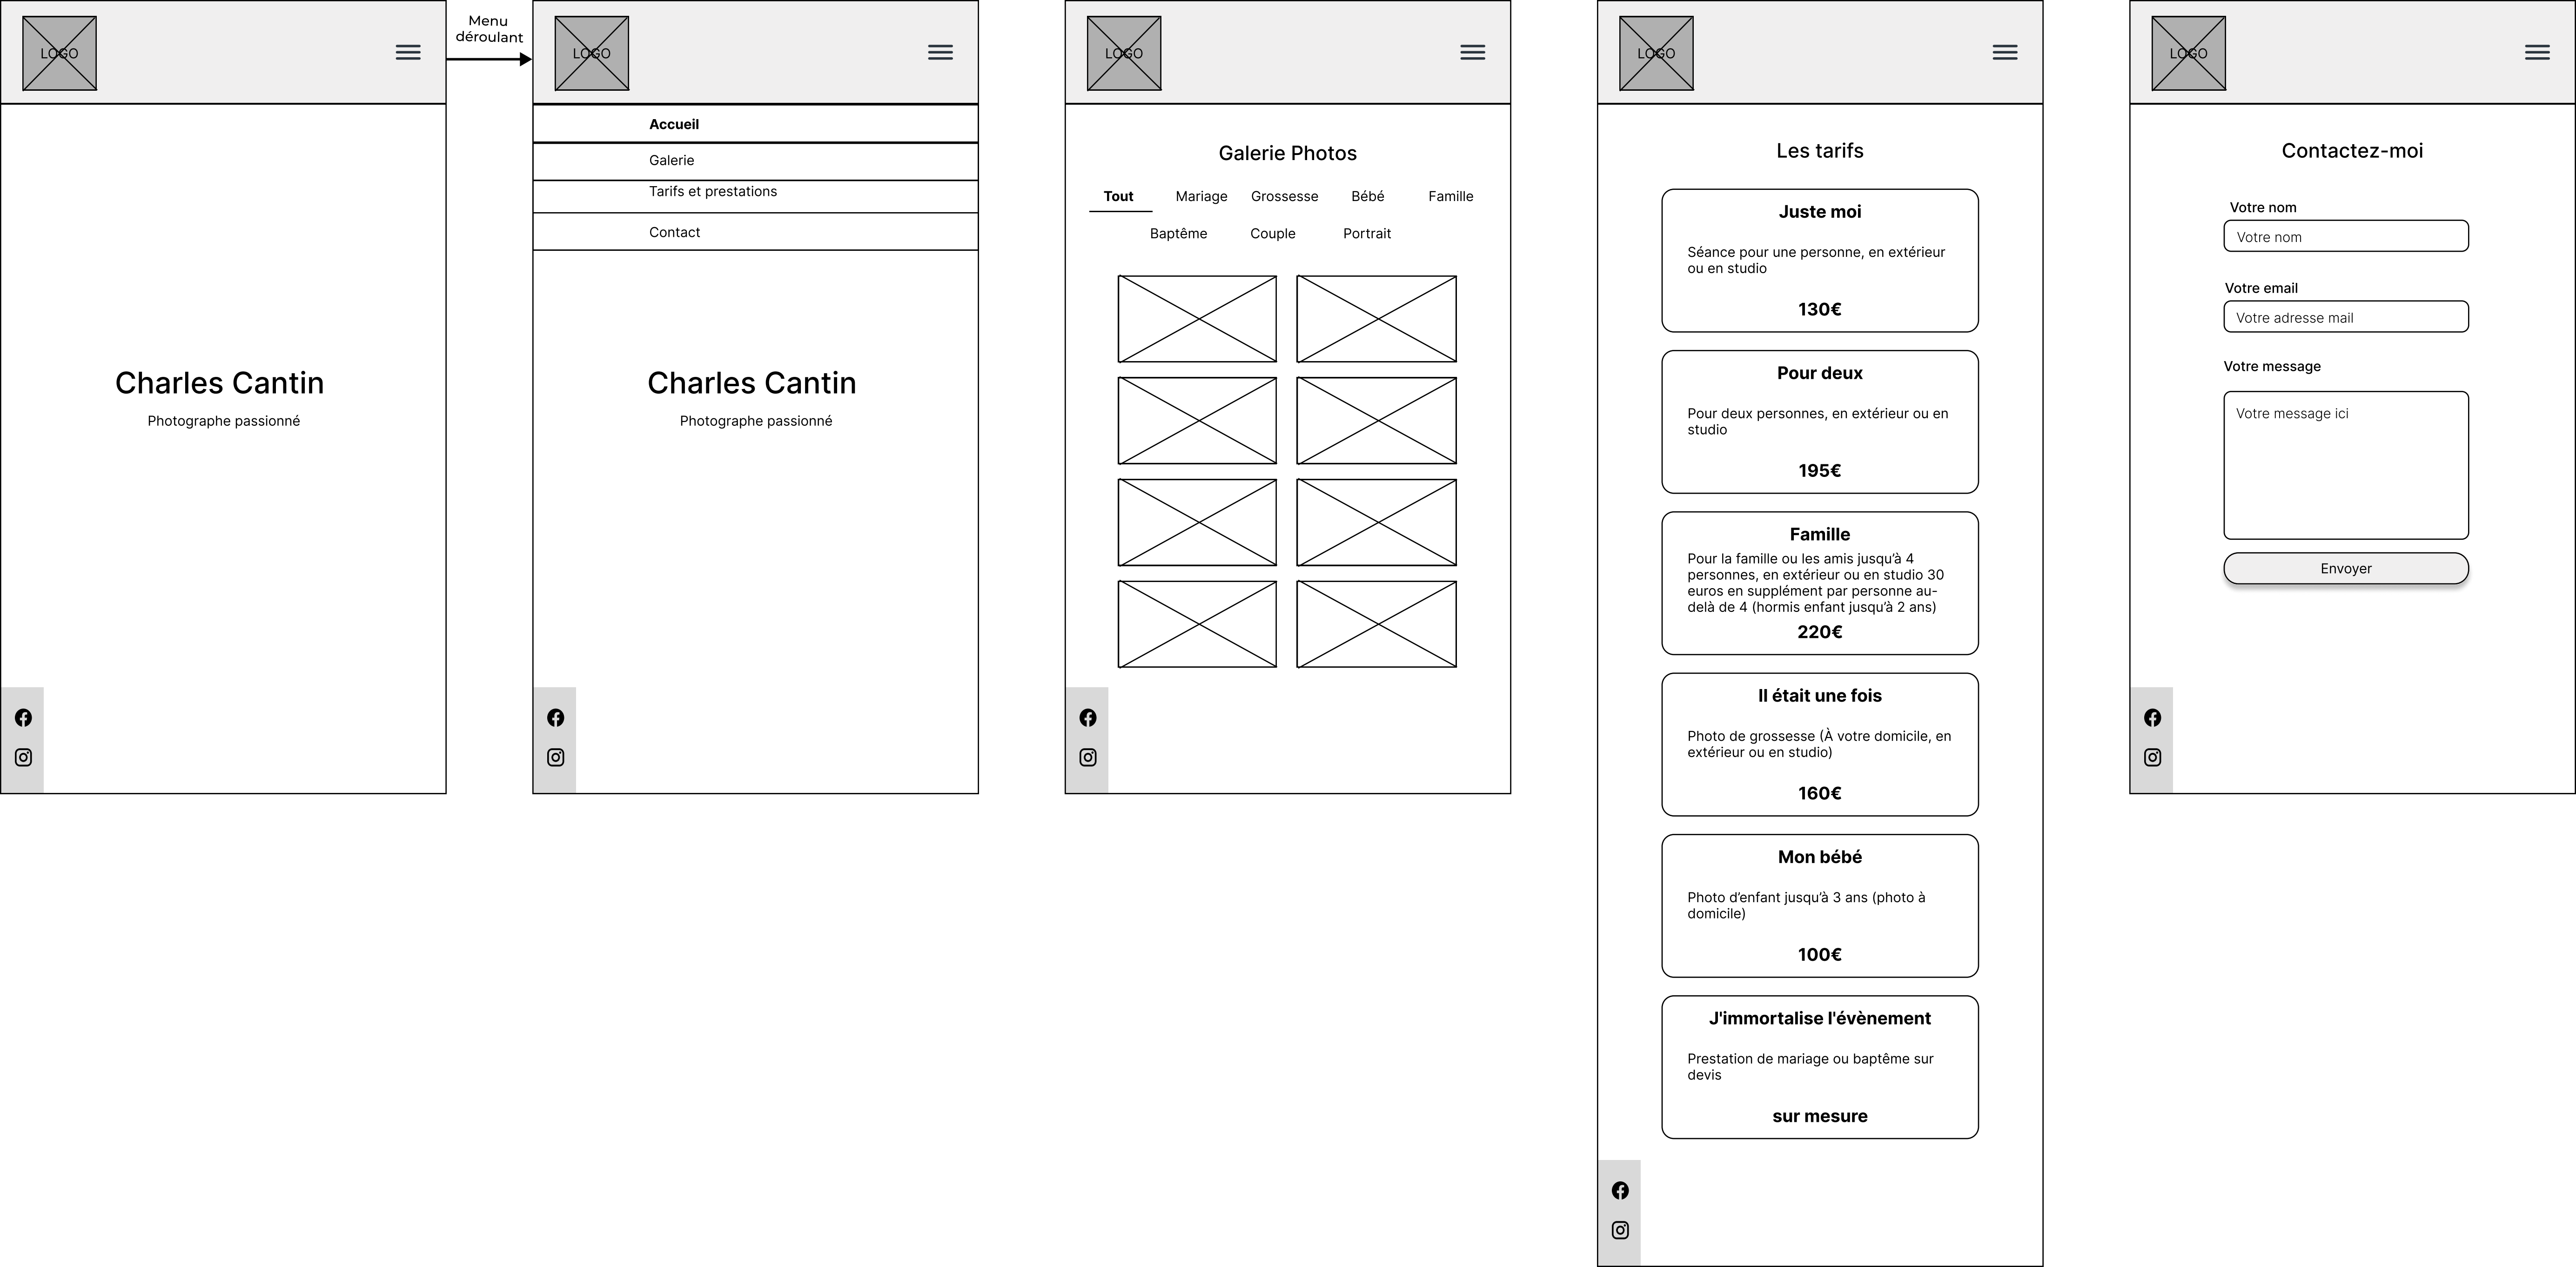 LOGO
Charles Cantin
Photographe passionné
Menu
déroulant
LOGO
Accueil
Galerie
Tarifs et prestations
Contact
Charles Cantin
Photographe passionné
LOGO
Galerie Photos
Tout Mariage Grossesse Bébé Famille
Baptême Couple Portrait
LOGO
Les tarifs
Juste moi
Séance pour une personne, en extérieur
ou en studio
130€
Pour deux
Pour deux personnes, en extérieur ou en
studio
195€
Famille
Pour la famille ou les amis jusqu’à 4
personnes, en extérieur ou en studio 30
euros en supplément par personne au-
delà de 4 (hormis enfant jusqu’à 2 ans)
220€
Il était une fois
Photo de grossesse (À votre domicile, en
extérieur ou en studio)
160€
Mon bébé
Photo d’enfant jusqu’à 3 ans (photo à
domicile)
100€
J'immortalise l'évènement
Prestation de mariage ou baptême sur
devis
sur mesure
LOGO
Contactez-moi
Votre nom
Votre nom
Votre email
Votre adresse mail
Votre message
Votre message ici
Envoyer